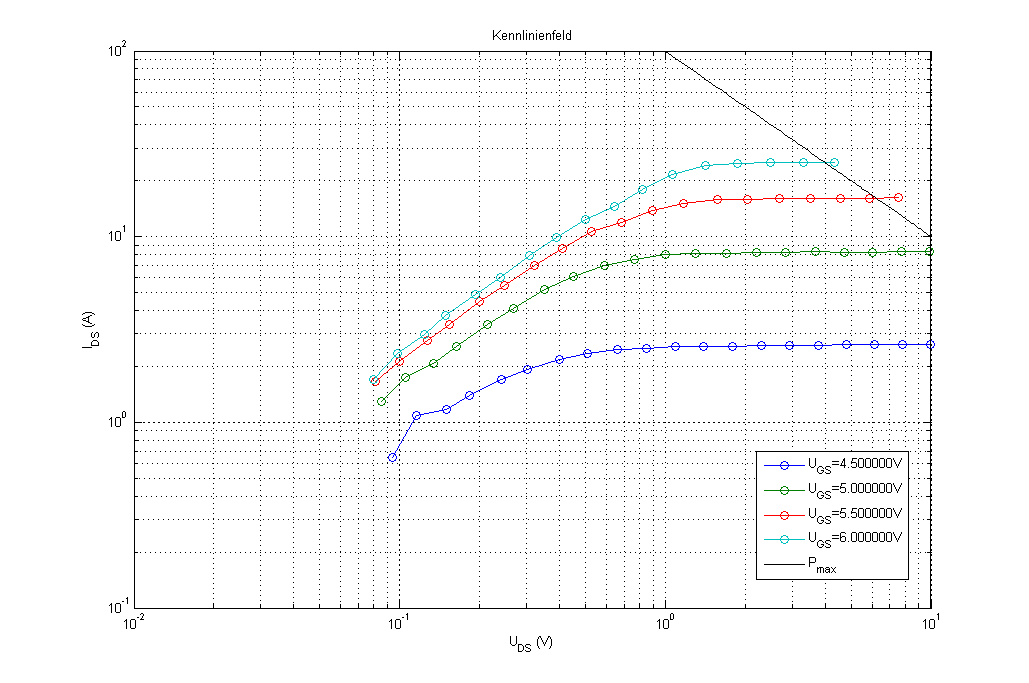 Kennlinienfeld
10^2
10^1
10^0
10^-1
I_DS (A)
10^-2
10^-1
10^0
10^1
U_DS (V)
U_GS=4.500000V
U_GS=5.000000V
U_GS=5.500000V
U_GS=6.000000V
P_max